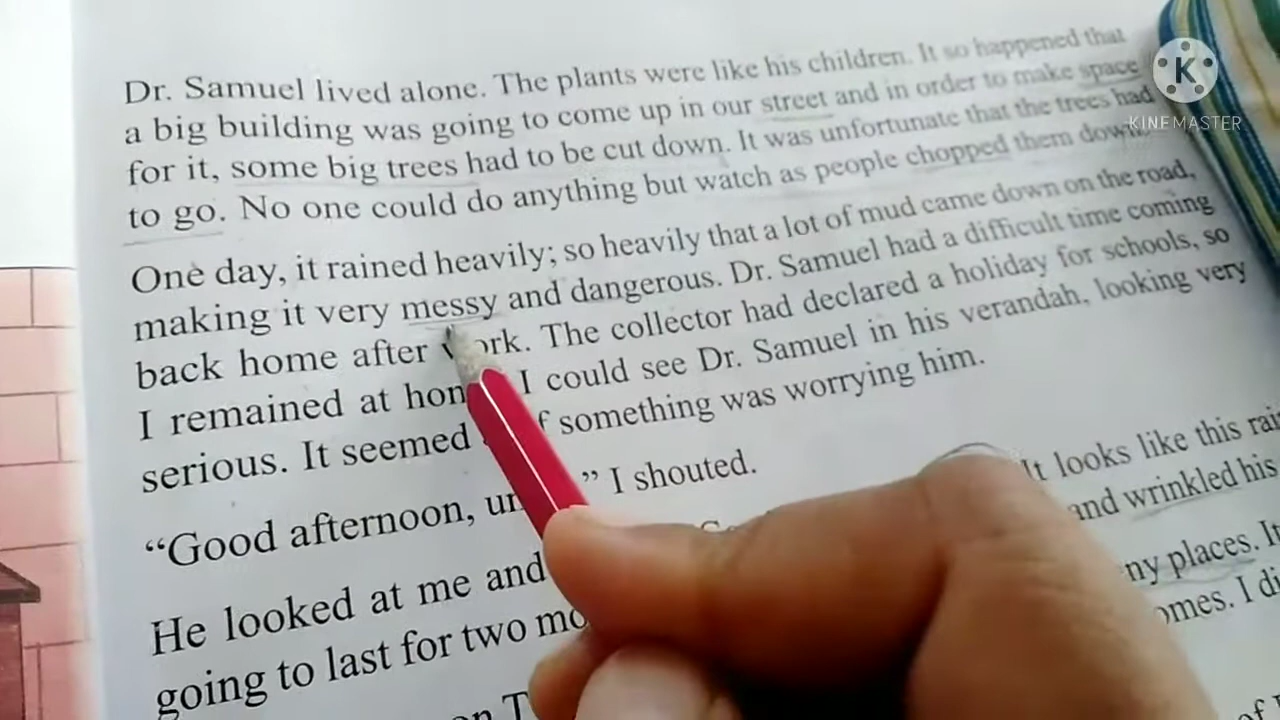 Dr. Samuel lived alone. The plants were like his children. It so happened that
a big building was going to come up in our street and in order to make space
for it, some big trees had to be cut down. It was unfortunate that the trees had
to go. No one could do anything but watch as people chopped them down
One day, it rained heavily; so heavily that a lot of mud came down on the road,
making it very messy and dangerous. Dr. Samuel had a difficult time coming
back home after work. The collector had declared a holiday for schools, so
I remained at I could see Dr. Samuel in his verandah, looking very
serious. It seemed something was worrying him.
“Good afternoon, ” I shouted.
It looks like this
He looked at me and and wrinkled his
going to last for two ny places. It
omes. I
K
KINEMASTER